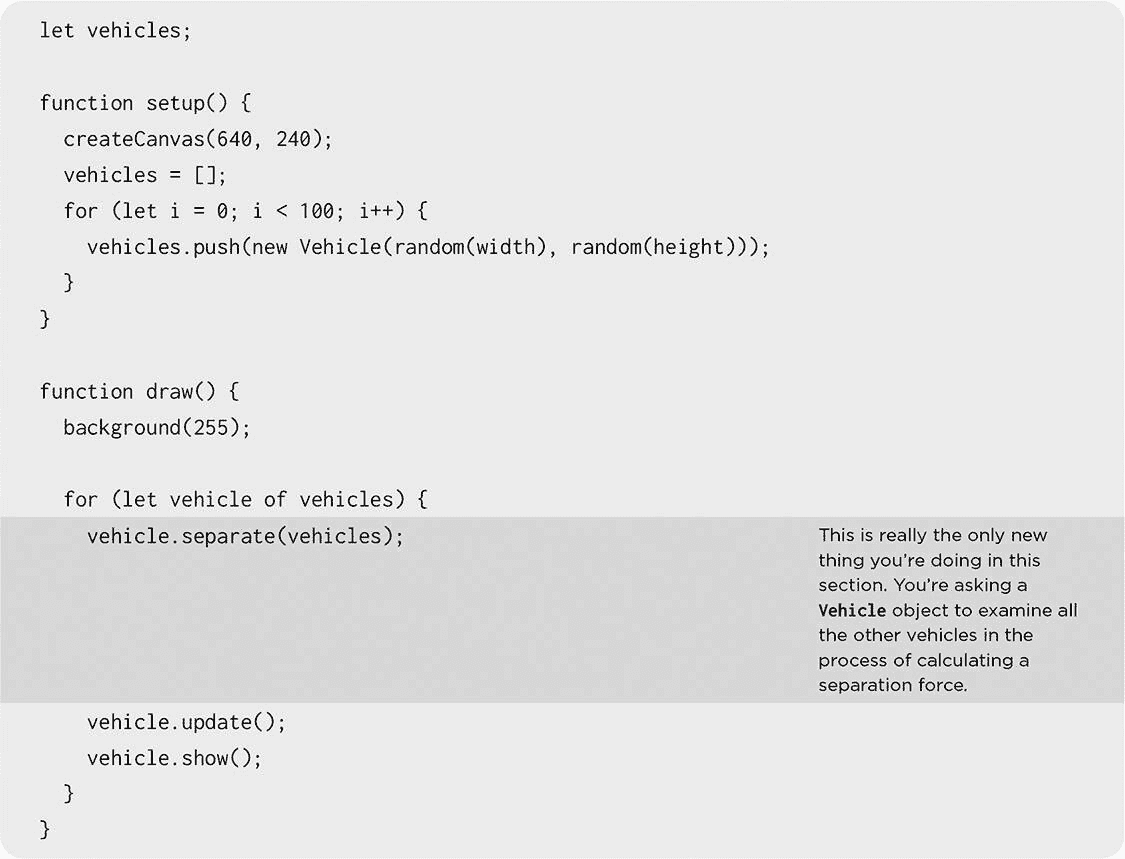 let vehicles;
function setup() {
  createCanvas(640, 240);
  vehicles = [];
  for (let i = 0; i < 100; i++) {
    vehicles.push(new Vehicle(random(width), random(height)));
  }
}
function draw() {
  background(255);
  for (let vehicle of vehicles) {
    vehicle.separate(vehicles);
This is really the only new
thing you’re doing in this
section. You’re asking a
Vehicle object to examine all
the other vehicles in the
process of calculating a
separation force.
    vehicle.update();
    vehicle.show();
  }
}